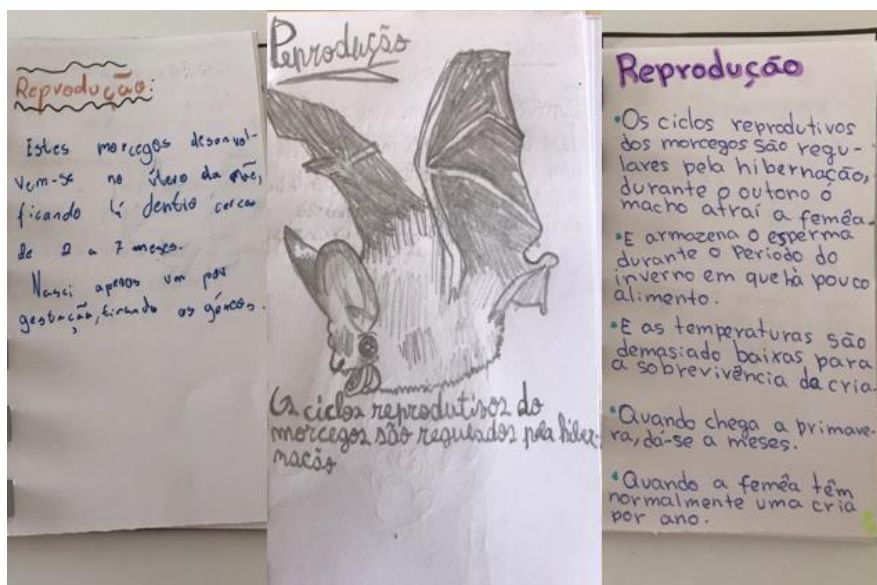 Reprodução:
Estes morcegos desenvol-
vem-se no útero da mãe,
ficando lá dentro cerca
de 2 a 7 meses.
Nasci apenas um por
gestação, tirando os gémeos.
Reprodução
Os ciclos reprodutivos do
morcegos são regulados pela hiber-
nacão
Reprodução
•Os ciclos reprodutivos
dos morcegos são regu-
lares pela hibernação,
durante o outono o
macho atraí a femêa.
•E armazena o esperma
durante o periodo do
inverno em que há pouco
alimento.
•E as temperaturas são
demasiado baixas para
a sobrevivência da cria.
•Quando chega a primave-
ra, dá-se a meses.
•Quando a femêa têm
normalmente uma cria
por ano.